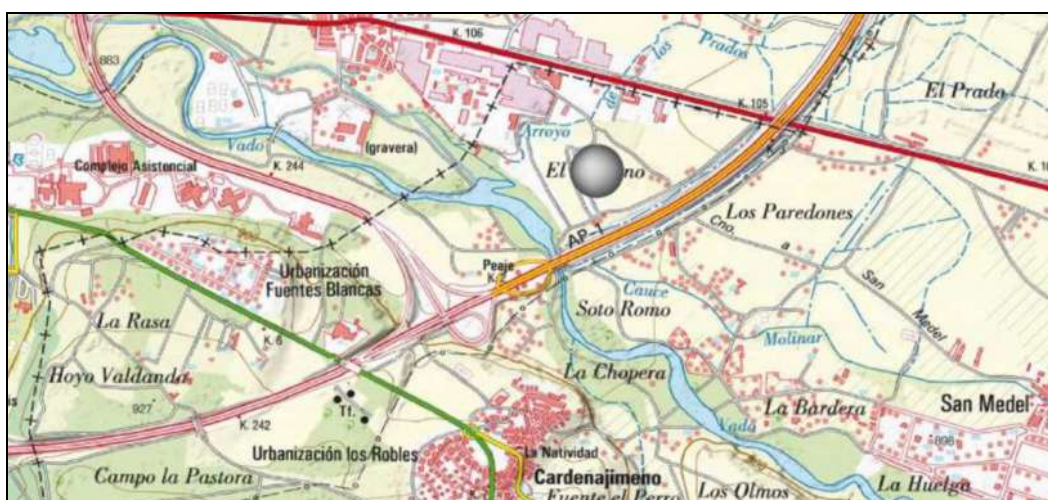 K. 106
Prados
los
de
Arroyo
883
K. 105
El Prado
Vado
(gravera)
Complejo Asistencial
K. 244
El
no
Los Paredones
AP-1
Cno.
a
San
Medel
Peaje
Urbanización
Fuentes Blancas
Cauce
Molinar
Soto Romo
La Rasa
K. 6
Hoyo Valdanda
La Chopera
927
Tf.
La Bardera
San Medel
K. 242
898
Urbanización los Robles
La Natividad
Campo la Pastora
Cardenajimeno
Fuente el Perro
Los Olmos
La Huelga